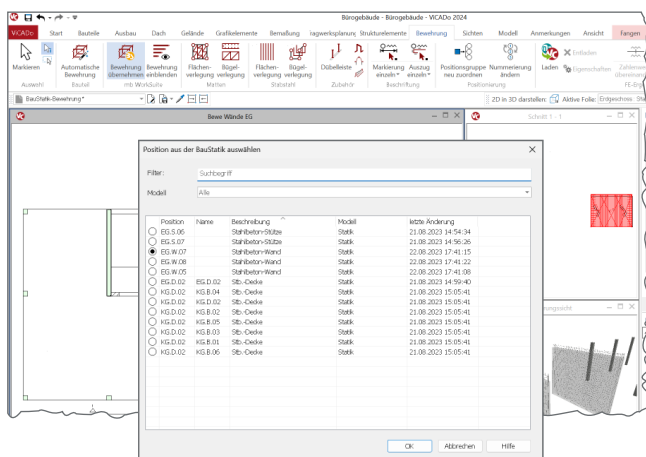 Bürogebäude - Bürogebäude - ViCADo 2024
ViCADo Start Bauteile Ausbau Dach Gelände Grafikelemente Bemaßung Tragwerksplanung Strukturelemente Bewehrung Sichten Modell Anmerkungen Ansicht Fangen
Markieren Automatische Bewehrung Bewehrung Flächen- Bügel- Flächen- Bügel- Dübelleiste Markierung Auszug Positionsgruppe Nummerierung Laden Entladen
Bewehrung übernehmen einblenden verlegung verlegung verlegung verlegung einzeln einzeln neu zuordnen ändern Eigenschaften
Auswahl Bauteil mb WorkSuite Matten Stabstahl Zubehör Beschriftung Positionierung
BauStatik-Bewehrung* 2D in 3D darstellen: Aktive Folie: Erdgeschoss
Bewe Wände EG Schnitt 1 - 1
Position aus der BauStatik auswählen
Filter: Suchbegriff
Modell Alle
Position Name Beschreibung Modell letzte Änderung
EG.S.06 Stahlbeton-Stütze Statik 21.08.2023 14:54:34
EG.S.07 Stahlbeton-Stütze Statik 21.08.2023 14:56:26
EG.W.07 Stahlbeton-Wand Statik 22.08.2023 17:41:15
EG.W.08 Stahlbeton-Wand Statik 22.08.2023 17:41:22
EG.W.05 Stahlbeton-Wand Statik 22.08.2023 17:41:08
EG.D.02 EG.D.02 Stb.-Decke Statik 21.08.2023 14:59:40
KG.D.02 KG.B.04 Stb.-Decke Statik 21.08.2023 15:05:41
KG.D.02 KG.D.02 Stb.-Decke Statik 21.08.2023 15:05:41
KG.D.02 KG.B.02 Stb.-Decke Statik 21.08.2023 15:05:41
KG.D.02 KG.B.05 Stb.-Decke Statik 21.08.2023 15:05:41
KG.D.02 KG.B.03 Stb.-Decke Statik 21.08.2023 15:05:41
KG.D.02 KG.B.01 Stb.-Decke Statik 21.08.2023 15:05:41
KG.D.02 KG.B.06 Stb.-Decke Statik 21.08.2023 15:05:41
OK Abbrechen Hilfe